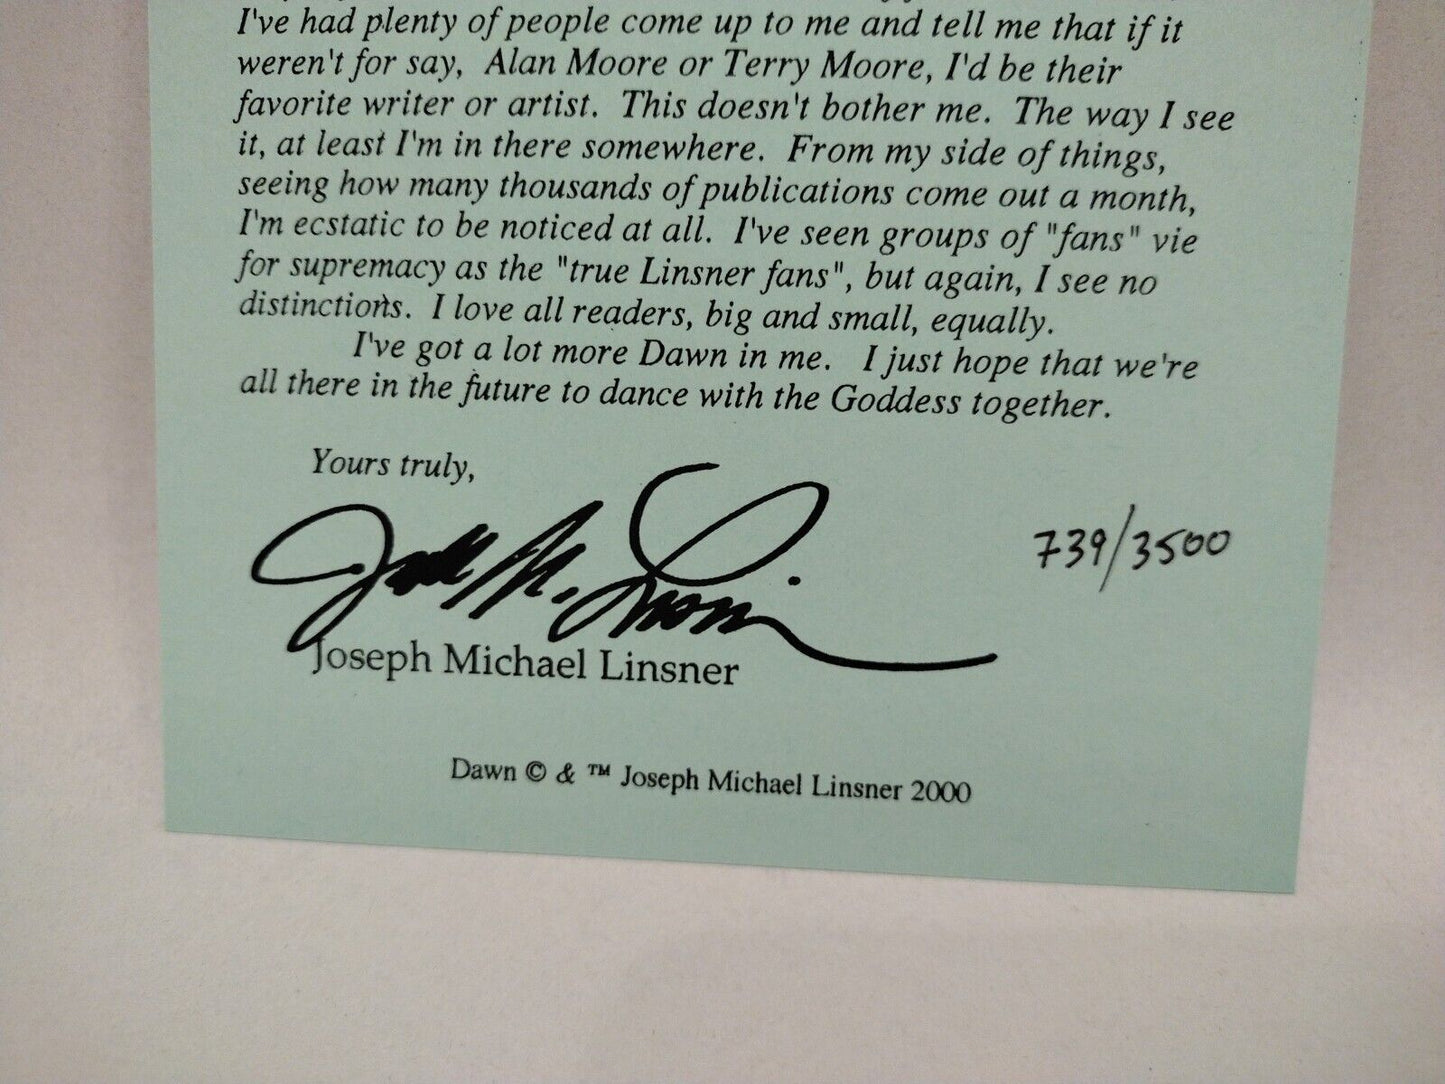 I've had plenty of people come up to me and tell me that if it
weren't for say, Alan Moore or Terry Moore, I'd be their
favorite writer or artist. This doesn't bother me. The way I see
it, at least I'm in there somewhere. From my side of things,
seeing how many thousands of publications come out a month,
I'm ecstatic to be noticed at all. I've seen groups of "fans" vie
for supremacy as the "true Linsner fans", but again, I see no
distinctions. I love all readers, big and small, equally.
I've got a lot more Dawn in me. I just hope that we're
all there in the future to dance with the Goddess together.
Yours truly,
739/3500
Joseph Michael Linsner
Dawn © & ™ Joseph Michael Linsner 2000